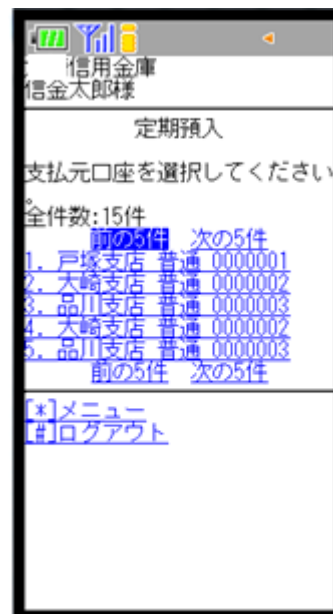 信用金庫
信金太郎様
定期預入
支払元口座を選択してください
。
全件数:15件
前の5件 次の5件
1. 戸塚支店 普通 0000001
2. 大崎支店 普通 0000002
3. 品川支店 普通 0000003
4. 大崎支店 普通 0000002
5. 品川支店 普通 0000003
前の5件 次の5件
[*]メニュー
[#]ログアウト